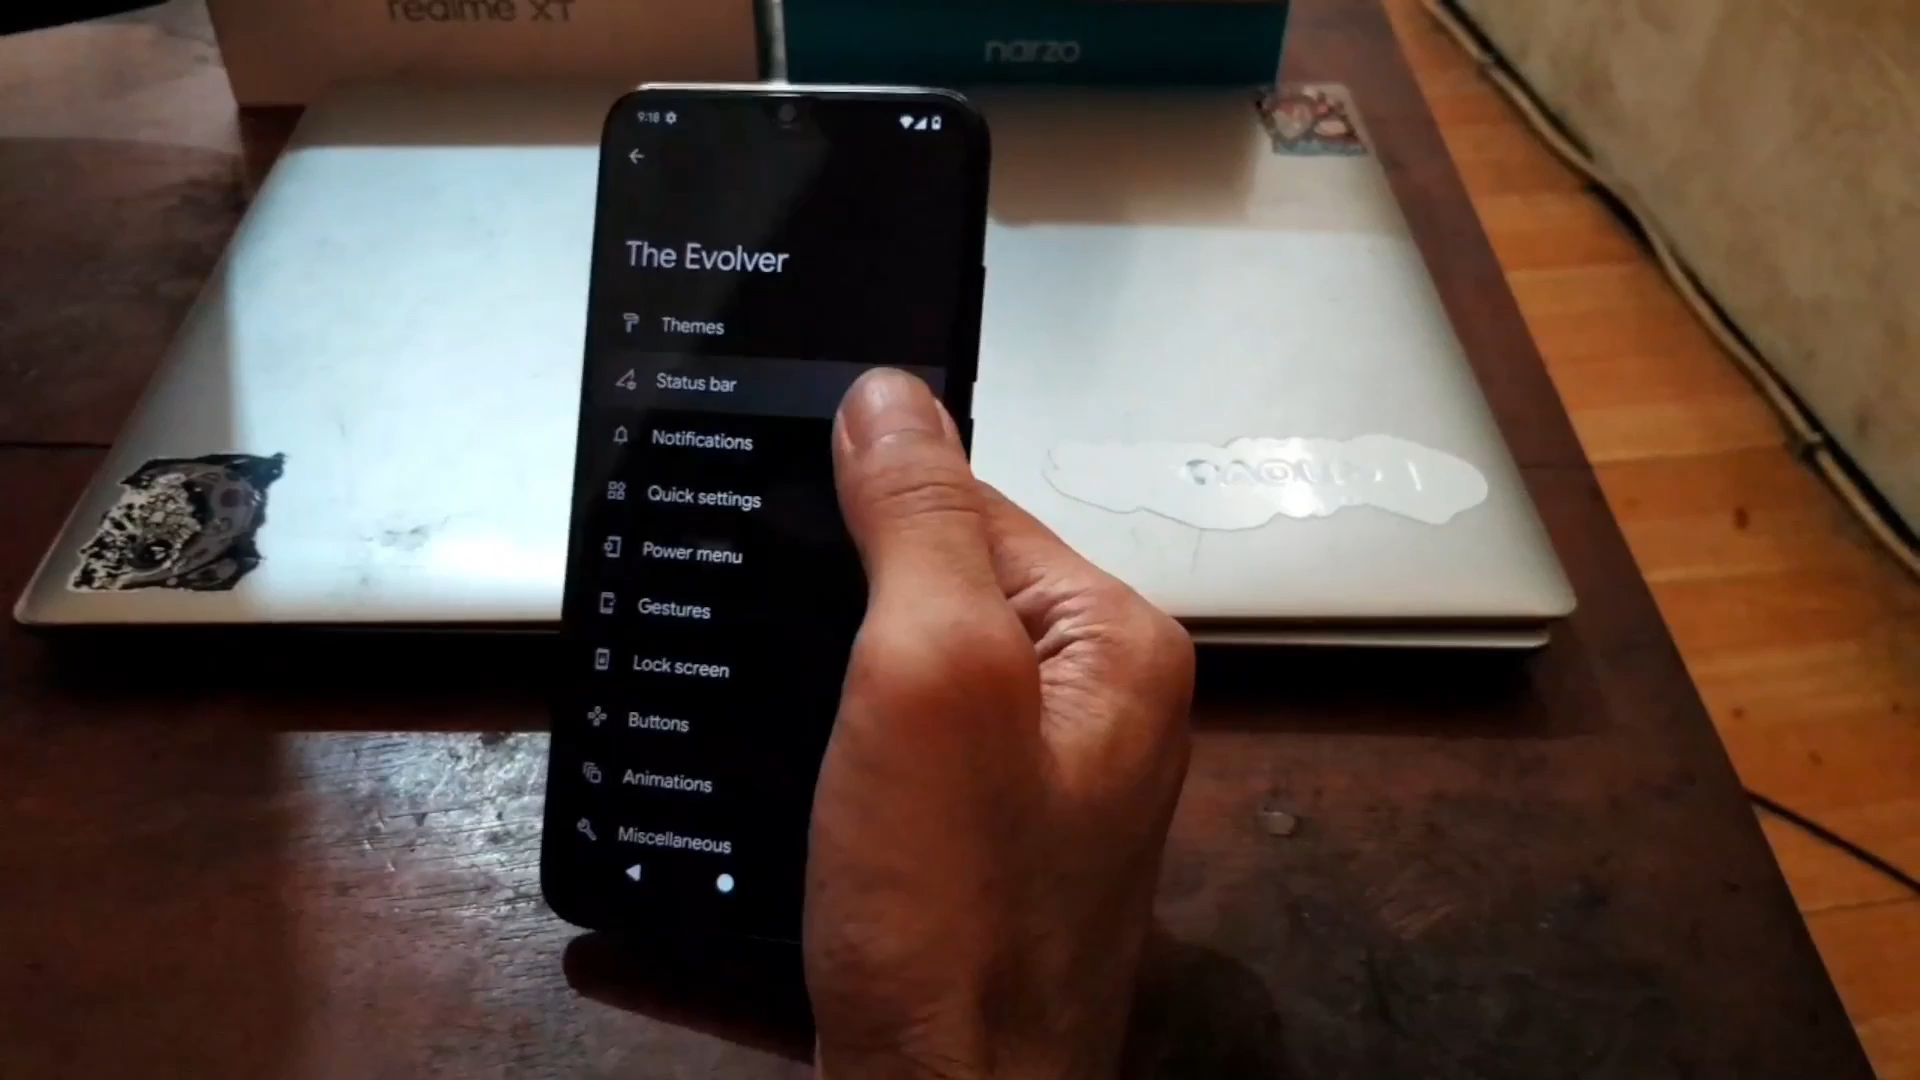 realme XT
narzo
9:18
The Evolver
Themes
Status bar
Notifications
Quick settings
Power menu
Gestures
Lock screen
Buttons
Animations
Miscellaneous